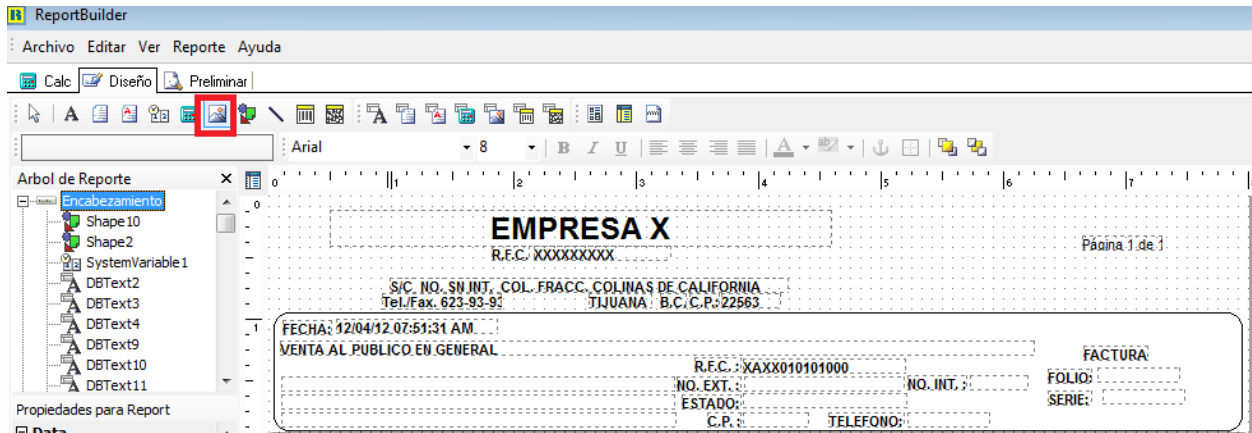 ReportBuilder
Archivo Editar Ver Reporte Ayuda
Calc Diseño Preliminar
Arial 8 B I U A
Arbol de Reporte
0 1 2 3 4 5 6 7
Encabezamiento
0
Shape10
Shape2
SystemVariable1
DBText2
DBText3
DBText4
DBText9
DBText10
DBText11
EMPRESA X
Página 1 de 1
R.F.C. XXXXXXXXX
S/C NO. SN INT. COL. FRACC. COLINAS DE CALIFORNIA
Tel./Fax. 623-93-93 TIJUANA B.C. C.P.: 22563
1
FECHA: 12/04/12 07:51:31 AM
VENTA AL PUBLICO EN GENERAL
FACTURA
R.F.C. : XAXX010101000
NO. EXT. : NO. INT. : FOLIO:
ESTADO: SERIE:
C.P. : TELEFONO:
Propiedades para Report
Data